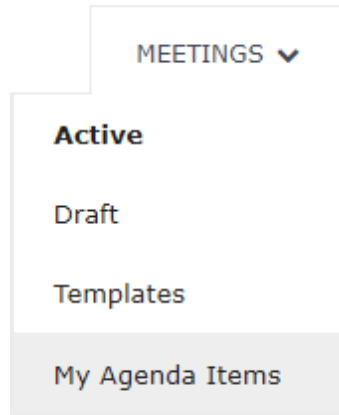 MEETINGS
Active
Draft
Templates
My Agenda Items